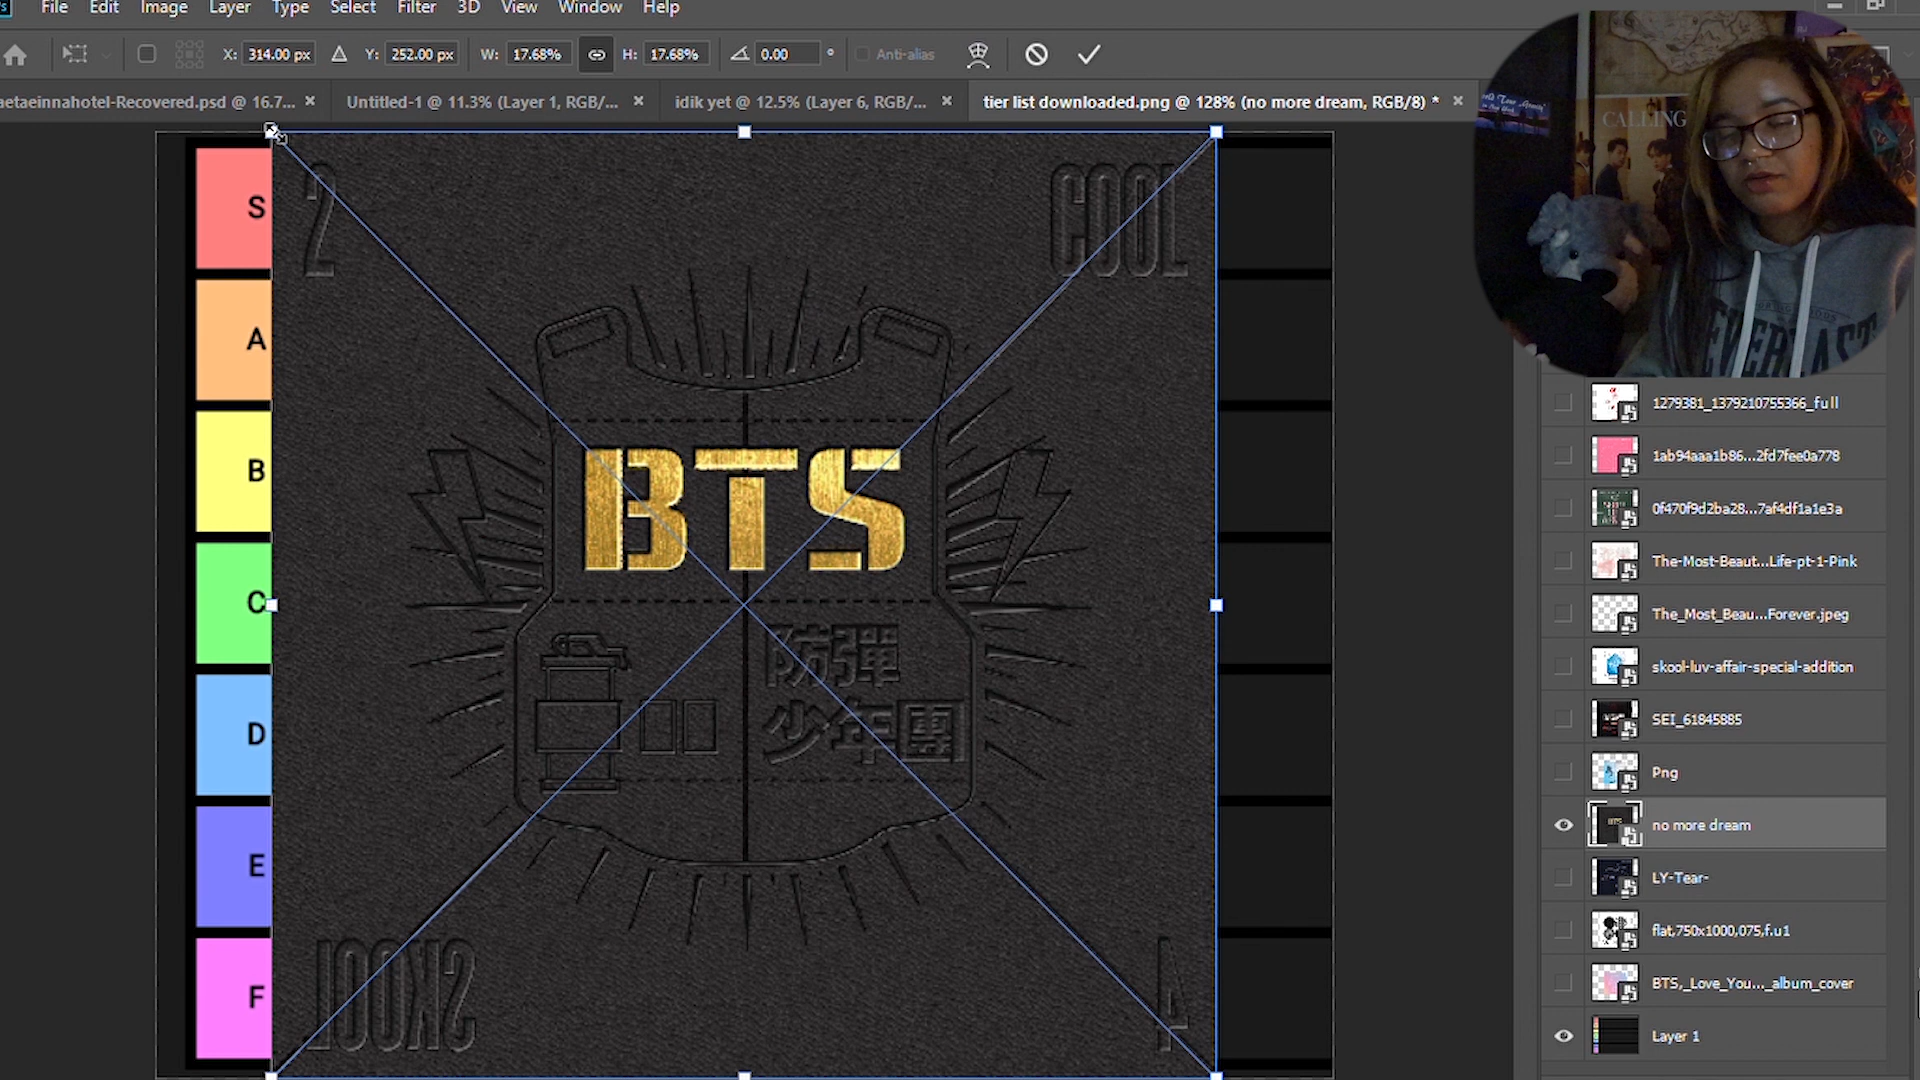 File Edit Image Layer Type Select Filter 3D View Window Help
X: 314.00 px Y: 252.00 px W: 17.68% H: 17.68% 0.00 ° Anti-alias
aetaeinnahotel-Recovered.psd @ 16.7... × Untitled-1 @ 11.3% (Layer 1, RGB/... × idik yet @ 12.5% (Layer 6, RGB/... × tier list downloaded.png @ 128% (no more dream, RGB/8) * ×
CALLING
EVERLAST
S
A
B
C
D
E
F
2
COOL
BTS
防彈
少年團
SKOOL
4
1279381_1379210755366_full
1ab94aaa1b86...2fd7fee0a778
0f470f9d2ba28...7af4df1a1e3a
The-Most-Beaut...Life-pt-1-Pink
The_Most_Beau...Forever.jpeg
skool-luv-affair-special-addition
SEI_61845885
Png
no more dream
LY-Tear-
flat,750x1000,075,f.u1
BTS,_Love_You..._album_cover
Layer 1